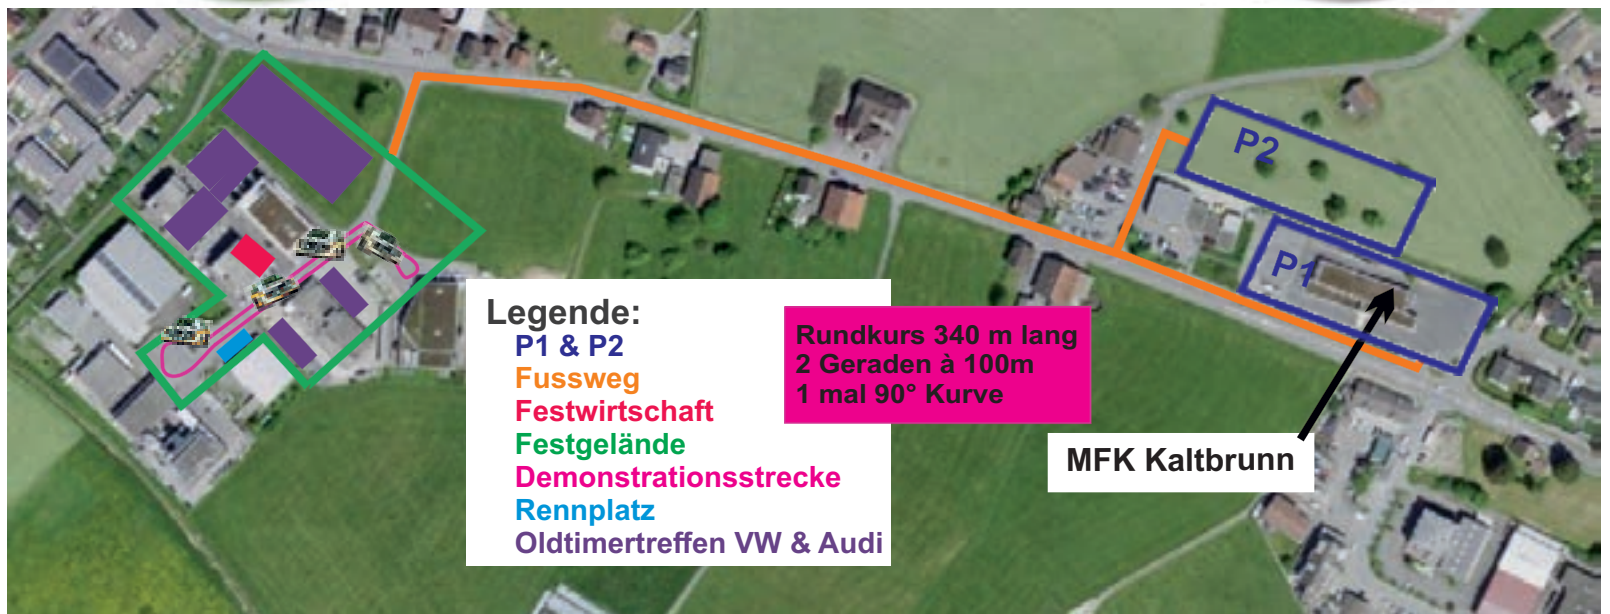 P2
P1
Legende:
P1 & P2
Fussweg
Festwirtschaft
Festgelände
Demonstrationsstrecke
Rennplatz
Oldtimertreffen VW & Audi
Rundkurs 340 m lang
2 Geraden à 100m
1 mal 90° Kurve
MFK Kaltbrunn